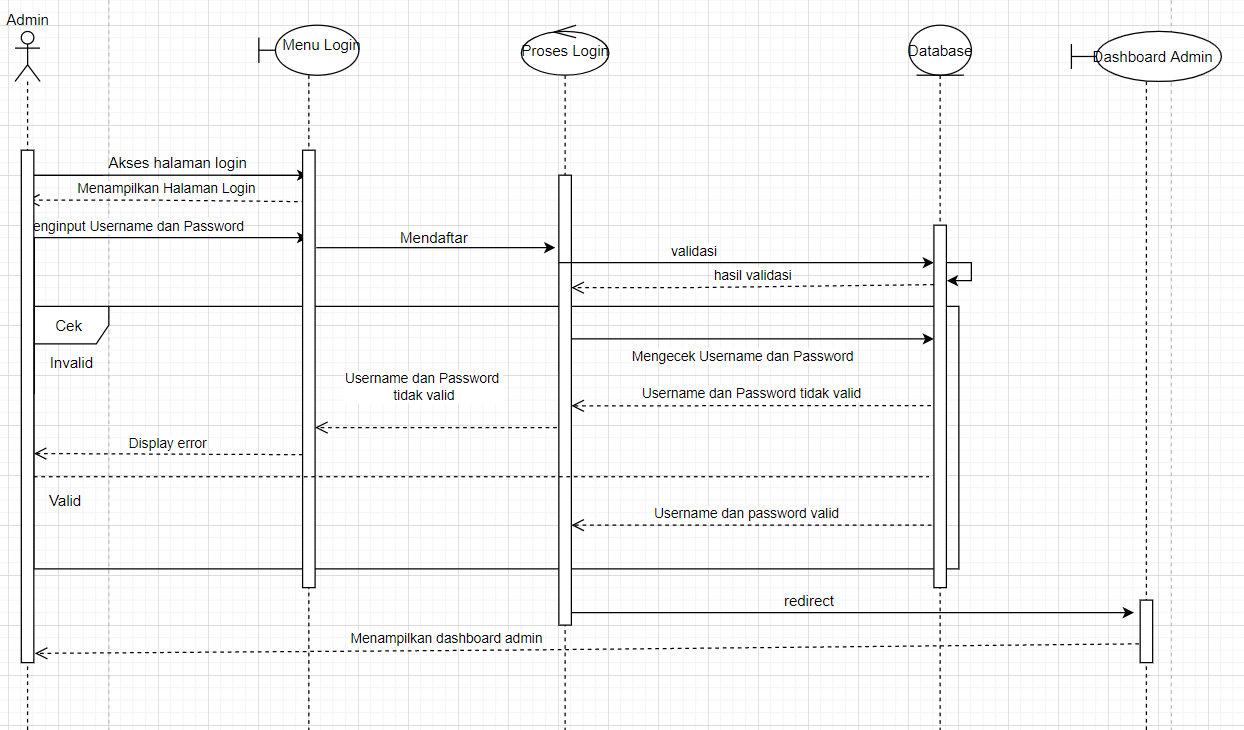 Admin
Menu Login
Proses Login
Database
Dashboard Admin
Akses halaman login
Menampilkan Halaman Login
enginput Username dan Password
Mendaftar
validasi
hasil validasi
Cek
Invalid
Mengecek Username dan Password
Username dan Password
tidak valid
Username dan Password tidak valid
Display error
Valid
Username dan password valid
redirect
Menampilkan dashboard admin